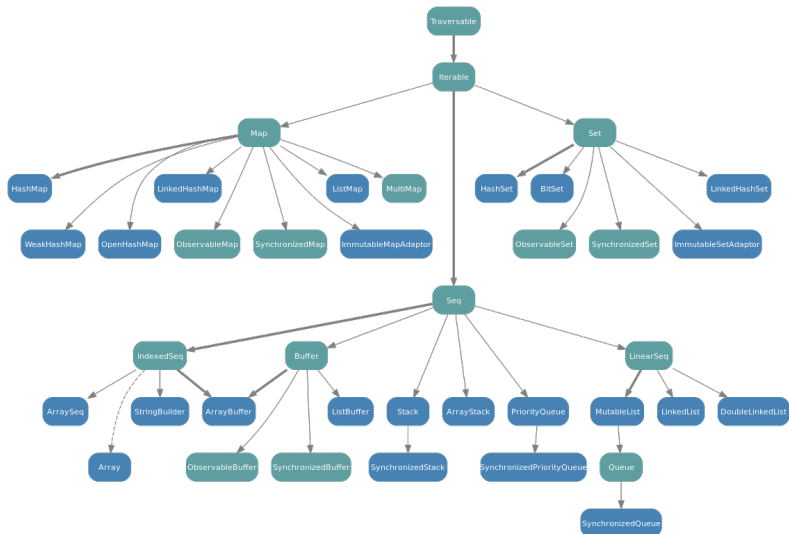 Traversable
Iterable
Map
Set
HashMap
LinkedHashMap
ListMap
MultiMap
HashSet
BitSet
LinkedHashSet
WeakHashMap
OpenHashMap
ObservableMap
SynchronizedMap
ImmutableMapAdaptor
ObservableSet
SynchronizedSet
ImmutableSetAdaptor
Seq
IndexedSeq
Buffer
LinearSeq
ArraySeq
StringBuilder
ArrayBuffer
ListBuffer
Stack
ArrayStack
PriorityQueue
MutableList
LinkedList
DoubleLinkedList
Array
ObservableBuffer
SynchronizedBuffer
SynchronizedStack
SynchronizedPriorityQueue
Queue
SynchronizedQueue